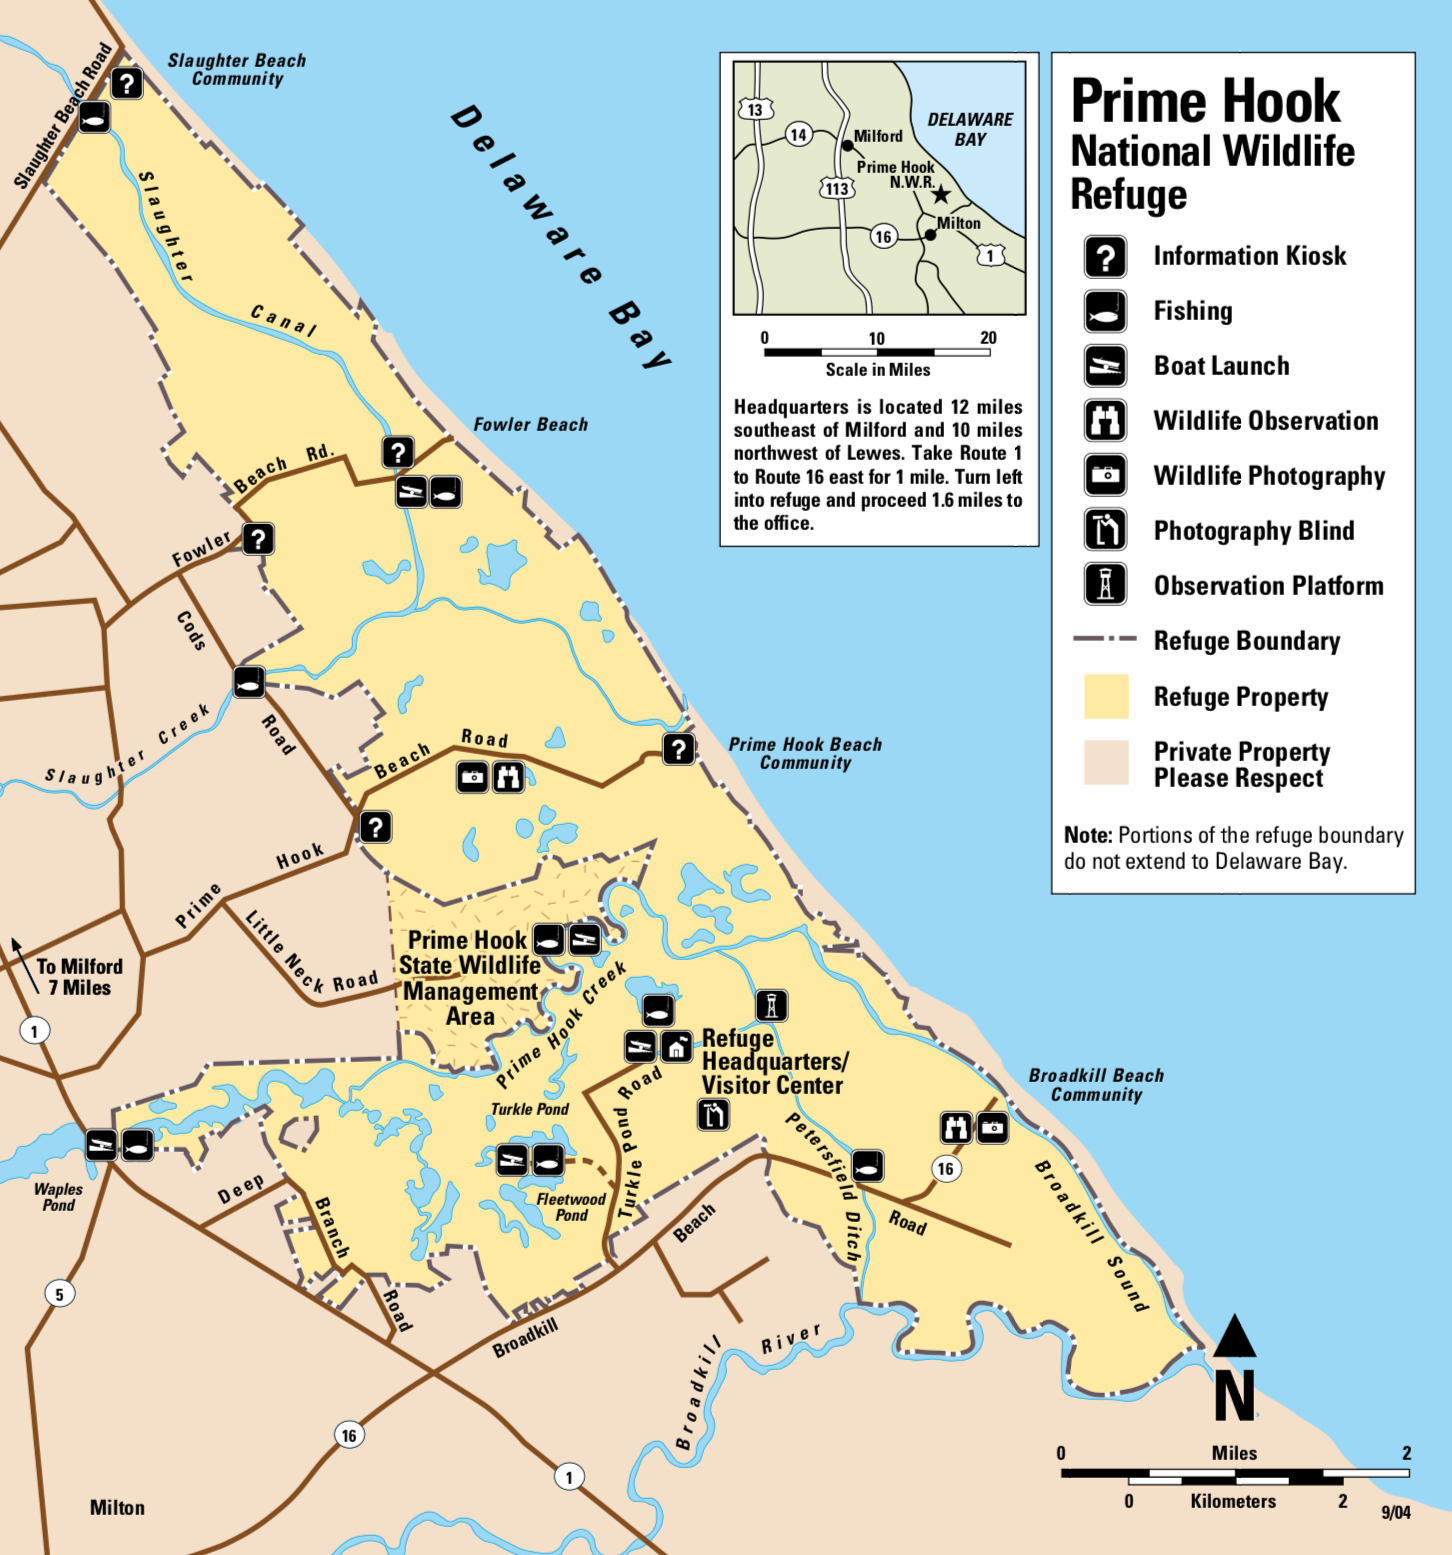 Slaughter Beach
Community
Slaughter Beach Road
?
Delaware Bay
Slaughter
Canal
Fowler Beach
?
Beach Rd.
Fowler
?
Cods
Road
Slaughter Creek
Beach Road
?
Prime Hook Beach
Community
?
Prime Hook
Little Neck Road
To Milford
7 Miles
1
Prime Hook
State Wildlife
Management
Area
Prime Hook Creek
Refuge
Headquarters/
Visitor Center
Turkle Pond Road
Turkle Pond
Fleetwood
Pond
Petersfield Ditch
Broadkill Beach
Community
16
Broadkill Sound
Waples
Pond
Deep
Branch
Road
Broadkill
Beach
Road
5
Broadkill River
16
1
Milton
13
14
Milford
DELAWARE
BAY
Prime Hook
N.W.R.
113
16
Milton
1
0 10 20
Scale in Miles
Headquarters is located 12 miles
southeast of Milford and 10 miles
northwest of Lewes. Take Route 1
to Route 16 east for 1 mile. Turn left
into refuge and proceed 1.6 miles to
the office.
Prime Hook
National Wildlife
Refuge
? Information Kiosk
Fishing
Boat Launch
Wildlife Observation
Wildlife Photography
Photography Blind
Observation Platform
Refuge Boundary
Refuge Property
Private Property
Please Respect
Note: Portions of the refuge boundary
do not extend to Delaware Bay.
N
0 Miles 2
0 Kilometers 2
9/04